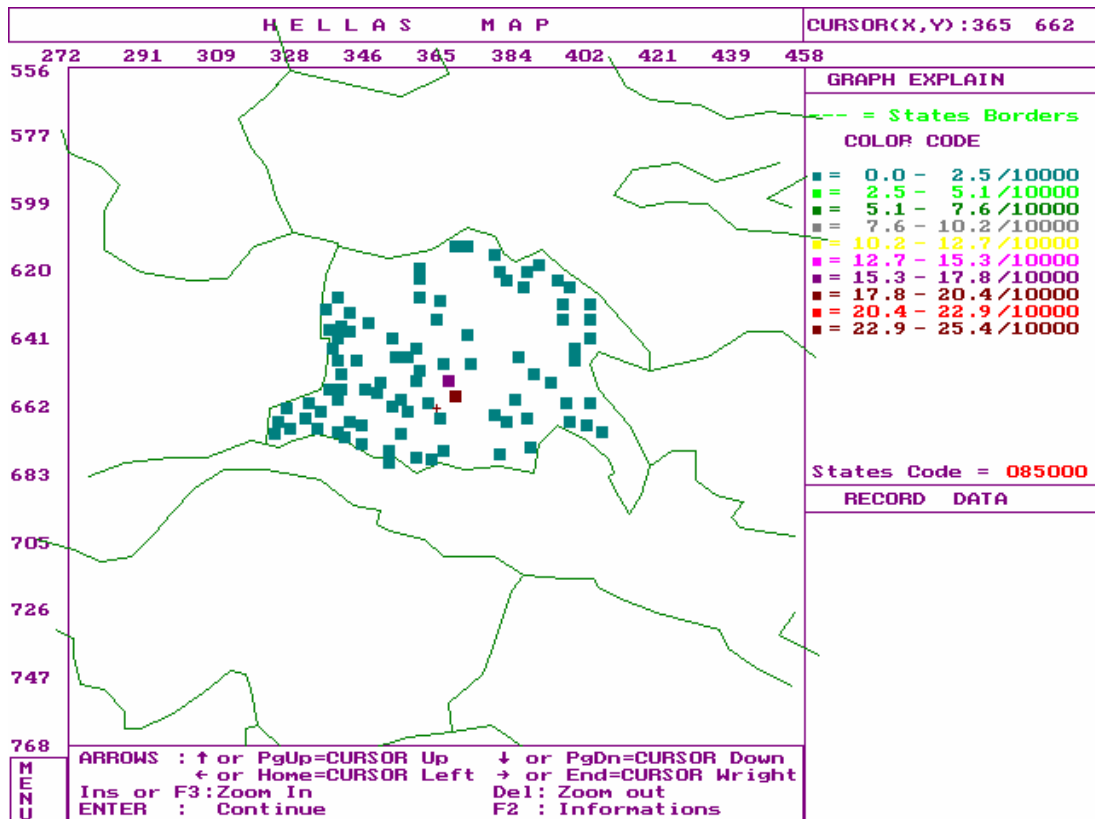 HELLAS MAP
CURSOR(X,Y):365 662
272 291 309 328 346 365 384 402 421 439 458
556
577
599
620
641
662
683
705
726
747
768
GRAPH EXPLAIN
--- = States Borders
COLOR CODE
■= 0.0 - 2.5/10000
■= 2.5 - 5.1/10000
■= 5.1 - 7.6/10000
■= 7.6 - 10.2/10000
■= 10.2 - 12.7/10000
■= 12.7 - 15.3/10000
■= 15.3 - 17.8/10000
■= 17.8 - 20.4/10000
■= 20.4 - 22.9/10000
■= 22.9 - 25.4/10000
States Code = 085000
RECORD DATA
MENU
ARROWS : ↑ or PgUp=CURSOR Up ↓ or PgDn=CURSOR Down
← or Home=CURSOR Left → or End=CURSOR Wright
Ins or F3:Zoom In Del: Zoom out
ENTER : Continue F2 : Informations